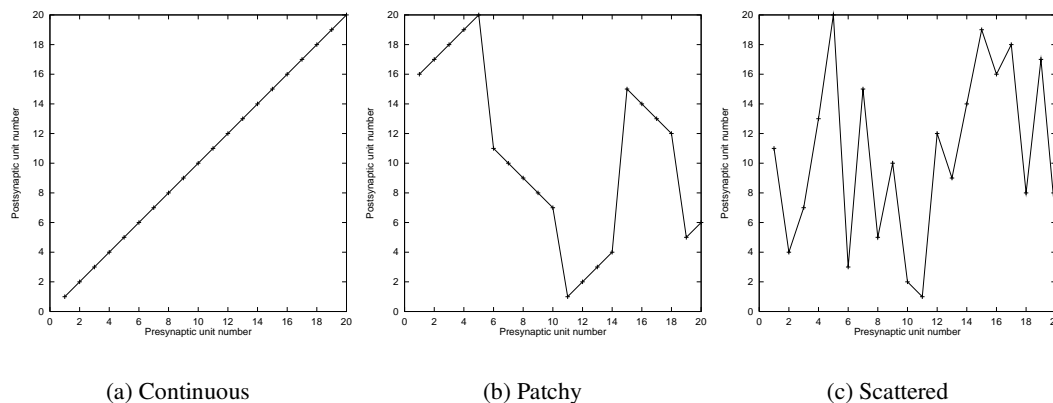 20
18
16
14
12
10
8
6
4
2
0
Postsynaptic unit number
0 2 4 6 8 10 12 14 16 18 20
Presynaptic unit number
(a) Continuous
20
18
16
14
12
10
8
6
4
2
0
Postsynaptic unit number
0 2 4 6 8 10 12 14 16 18 20
Presynaptic unit number
(b) Patchy
20
18
16
14
12
10
8
6
4
2
0
Postsynaptic unit number
0 2 4 6 8 10 12 14 16 18
Presynaptic unit number
(c) Scattered